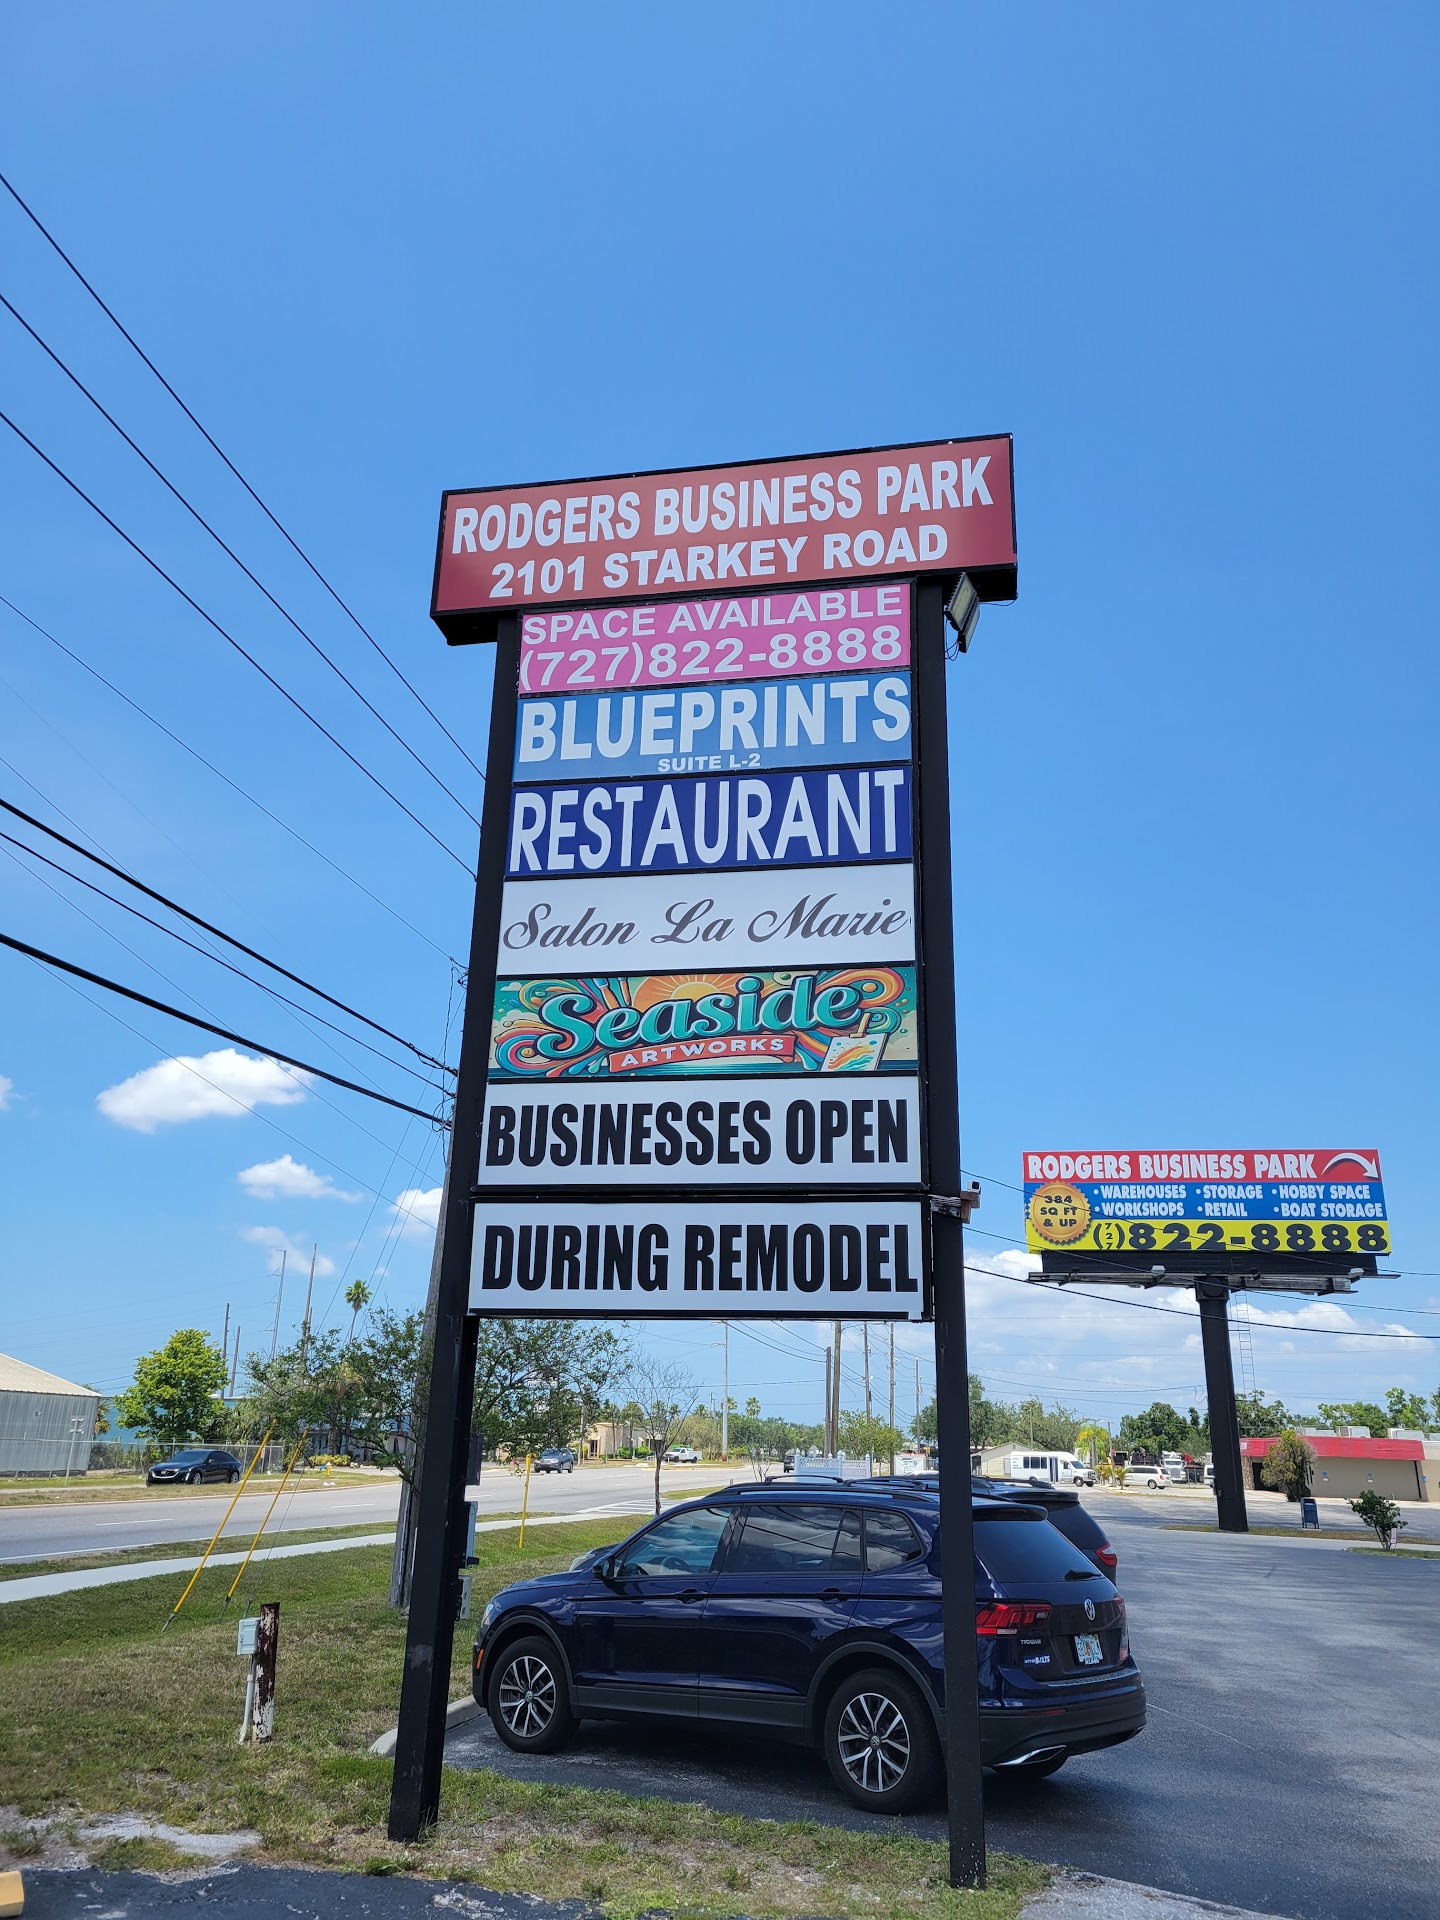 RODGERS BUSINESS PARK
2101 STARKEY ROAD
SPACE AVAILABLE
(727)822-8888
BLUEPRINTS
SUITE L-2
RESTAURANT
Salon La Marie
Seaside
ARTWORKS
BUSINESSES OPEN
DURING REMODEL
RODGERS BUSINESS PARK
384
SQ FT
& UP
•WAREHOUSES •STORAGE •HOBBY SPACE
•WORKSHOPS •RETAIL •BOAT STORAGE
(727)822-8888
TIGUAN